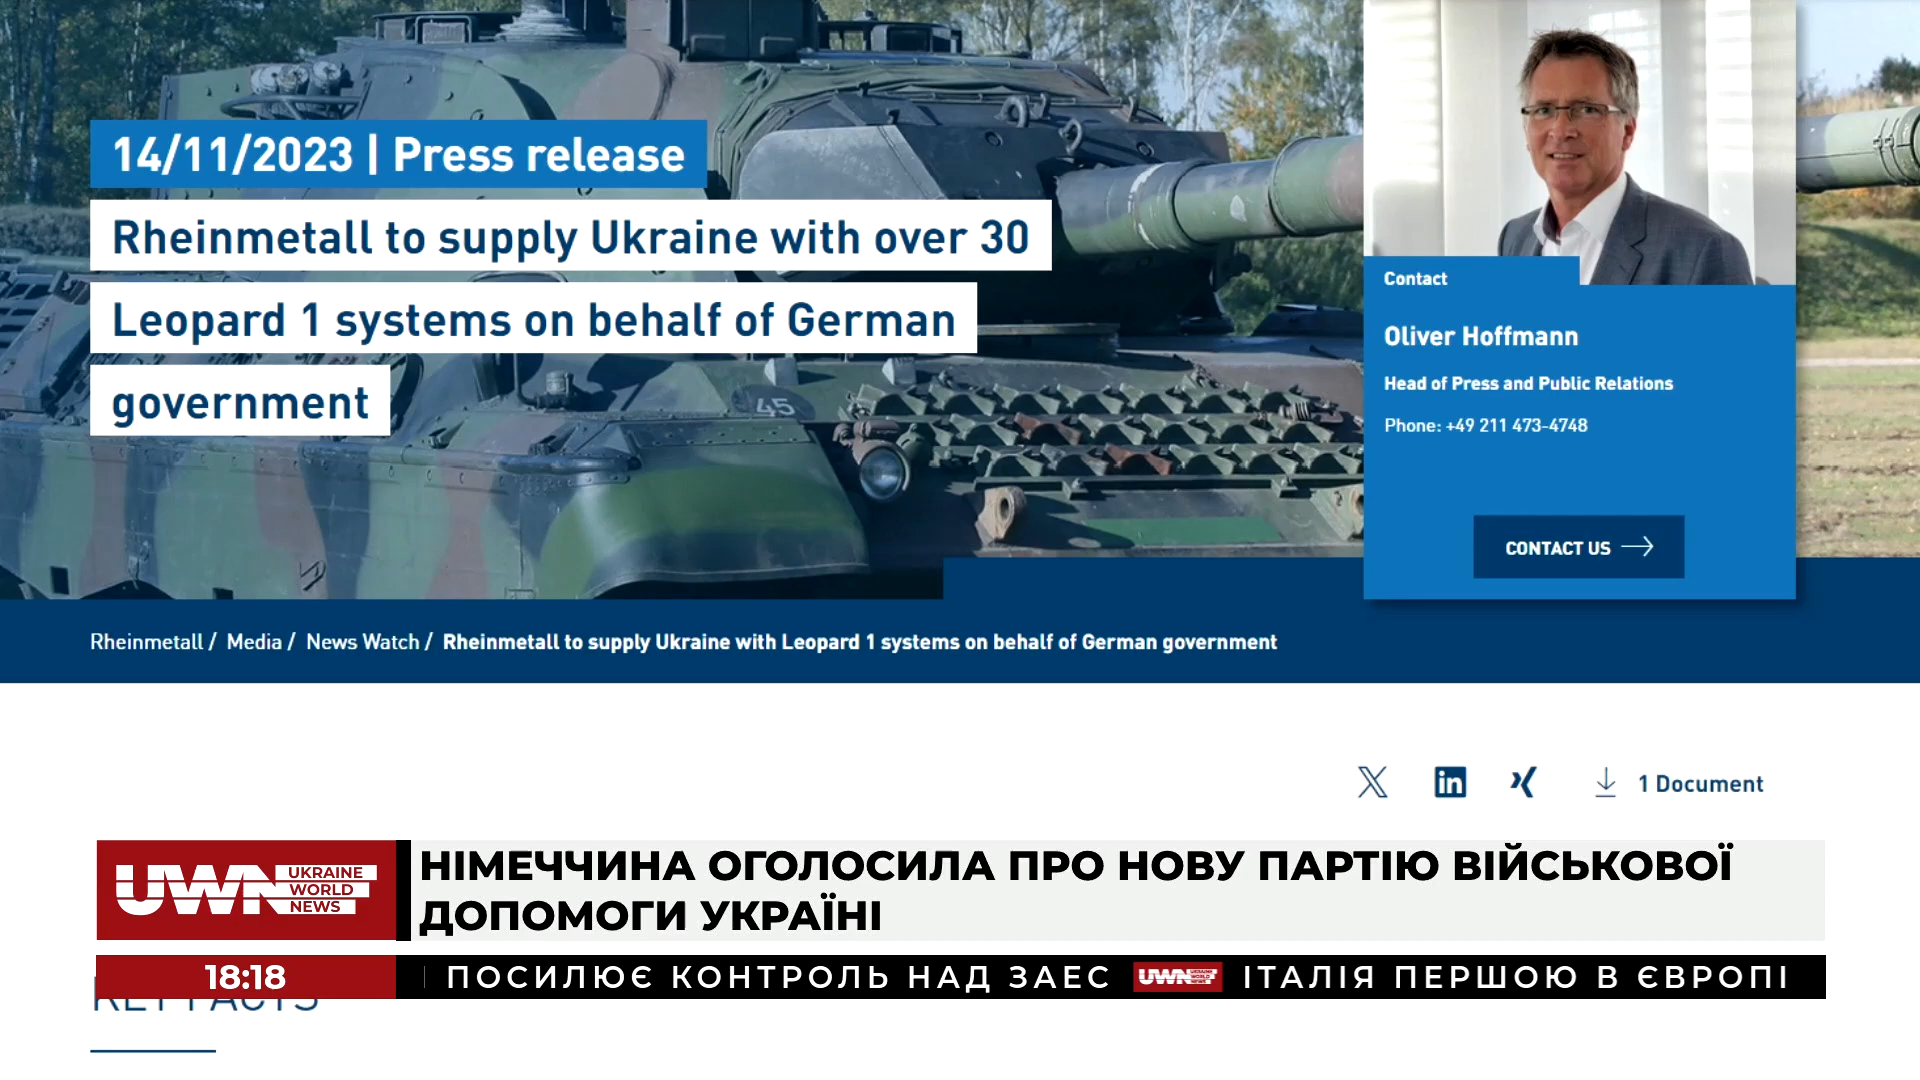 14/11/2023 | Press release
Rheinmetall to supply Ukraine with over 30
Leopard 1 systems on behalf of German
government
45
Contact
Oliver Hoffmann
Head of Press and Public Relations
Phone: +49 211 473-4748
CONTACT US
Rheinmetall / Media / News Watch / Rheinmetall to supply Ukraine with Leopard 1 systems on behalf of German government
1 Document
UWN UKRAINE
WORLD
NEWS
НІМЕЧЧИНА ОГОЛОСИЛА ПРО НОВУ ПАРТІЮ ВІЙСЬКОВОЇ
ДОПОМОГИ УКРАЇНІ
18:18
ПОСИЛЮЄ КОНТРОЛЬ НАД ЗАЕС UWN ІТАЛІЯ ПЕРШОЮ В ЄВРОПІ
KEY FACTS